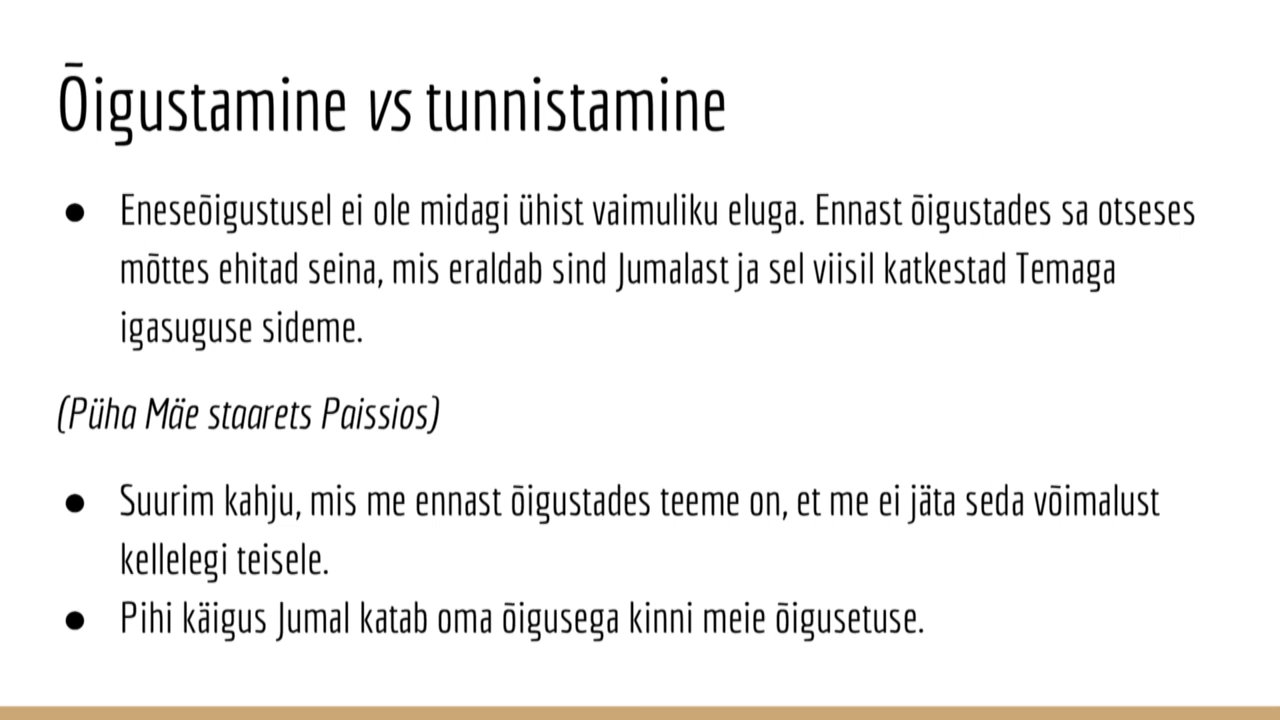 Õigustamine vs tunnistamine
● Eneseõigustusel ei ole midagi ühist vaimuliku eluga. Ennast õigustades sa otseses
mõttes ehitad seina, mis eraldab sind Jumalast ja sel viisil katkestad Temaga
igasuguse sideme.
(Püha Mäe staarets Paissios)
● Suurim kahju, mis me ennast õigustades teeme on, et me ei jäta seda võimalust
kellelegi teisele.
● Pihi käigus Jumal katab oma õigusega kinni meie õigusetuse.